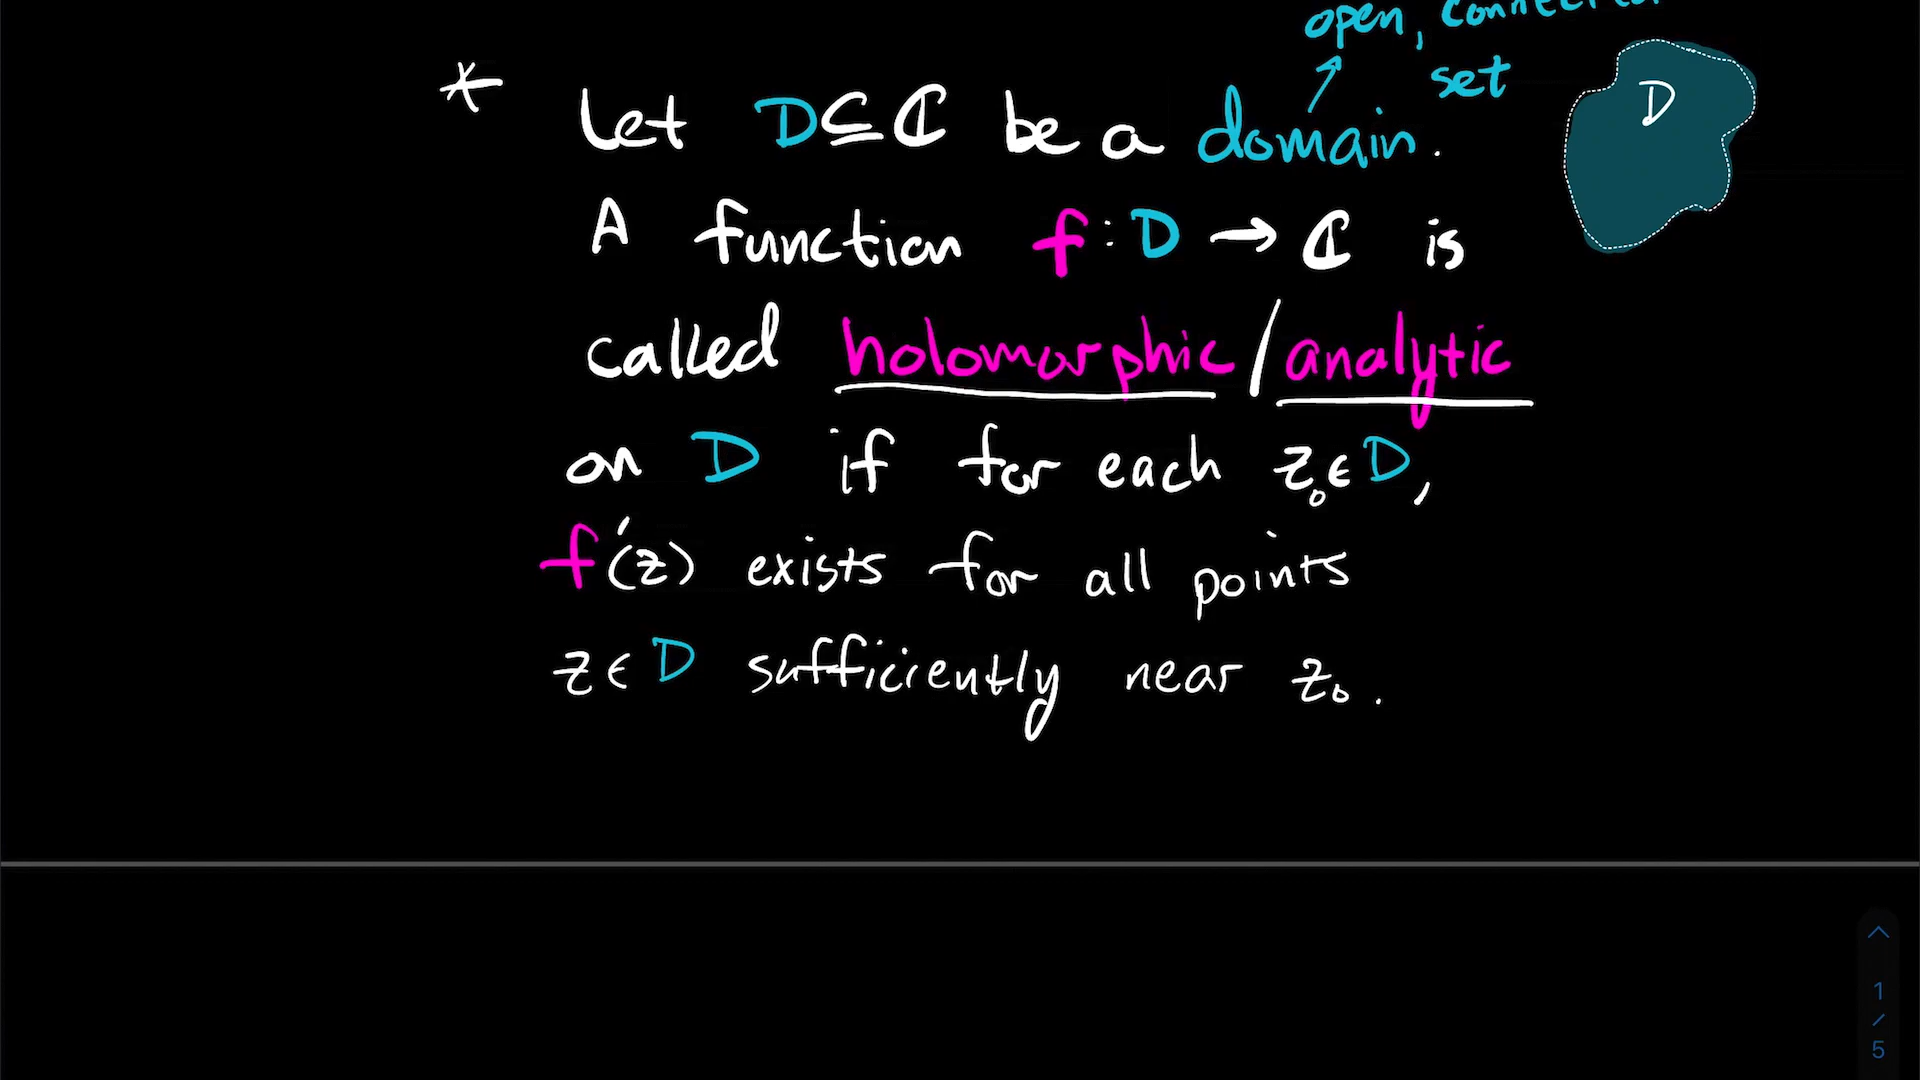 open,
set
D
* Let D⊆ℂ be a domain.
A function f:D→ℂ is
called holomorphic/analytic
on D if for each z₀∈D,
f'(z) exists for all points
z∈D sufficiently near z₀.
1
/
5